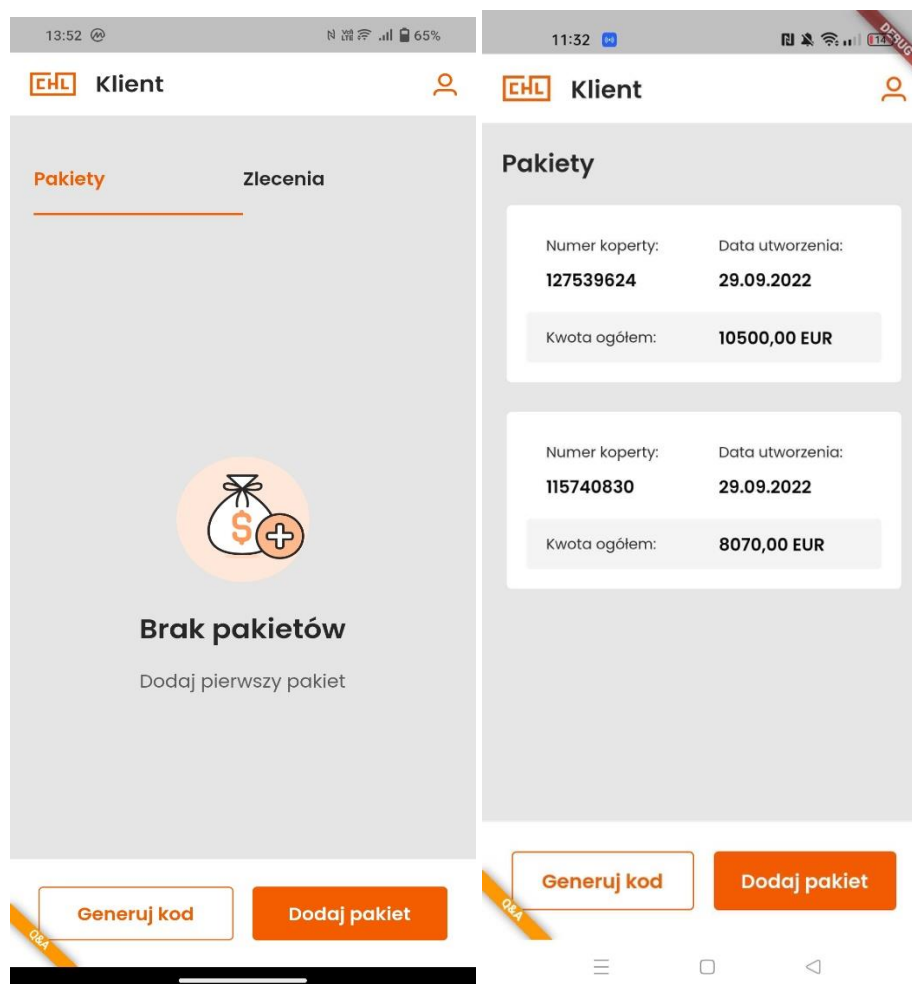 13:52 65%
CHL Klient
Pakiety Zlecenia
$
Brak pakietów
Dodaj pierwszy pakiet
Generuj kod Dodaj pakiet
Q&A
11:32
DEBUG
CHL Klient
Pakiety
Numer koperty: Data utworzenia:
127539624 29.09.2022
Kwota ogółem: 10500,00 EUR
Numer koperty: Data utworzenia:
115740830 29.09.2022
Kwota ogółem: 8070,00 EUR
Generuj kod Dodaj pakiet
Q&A